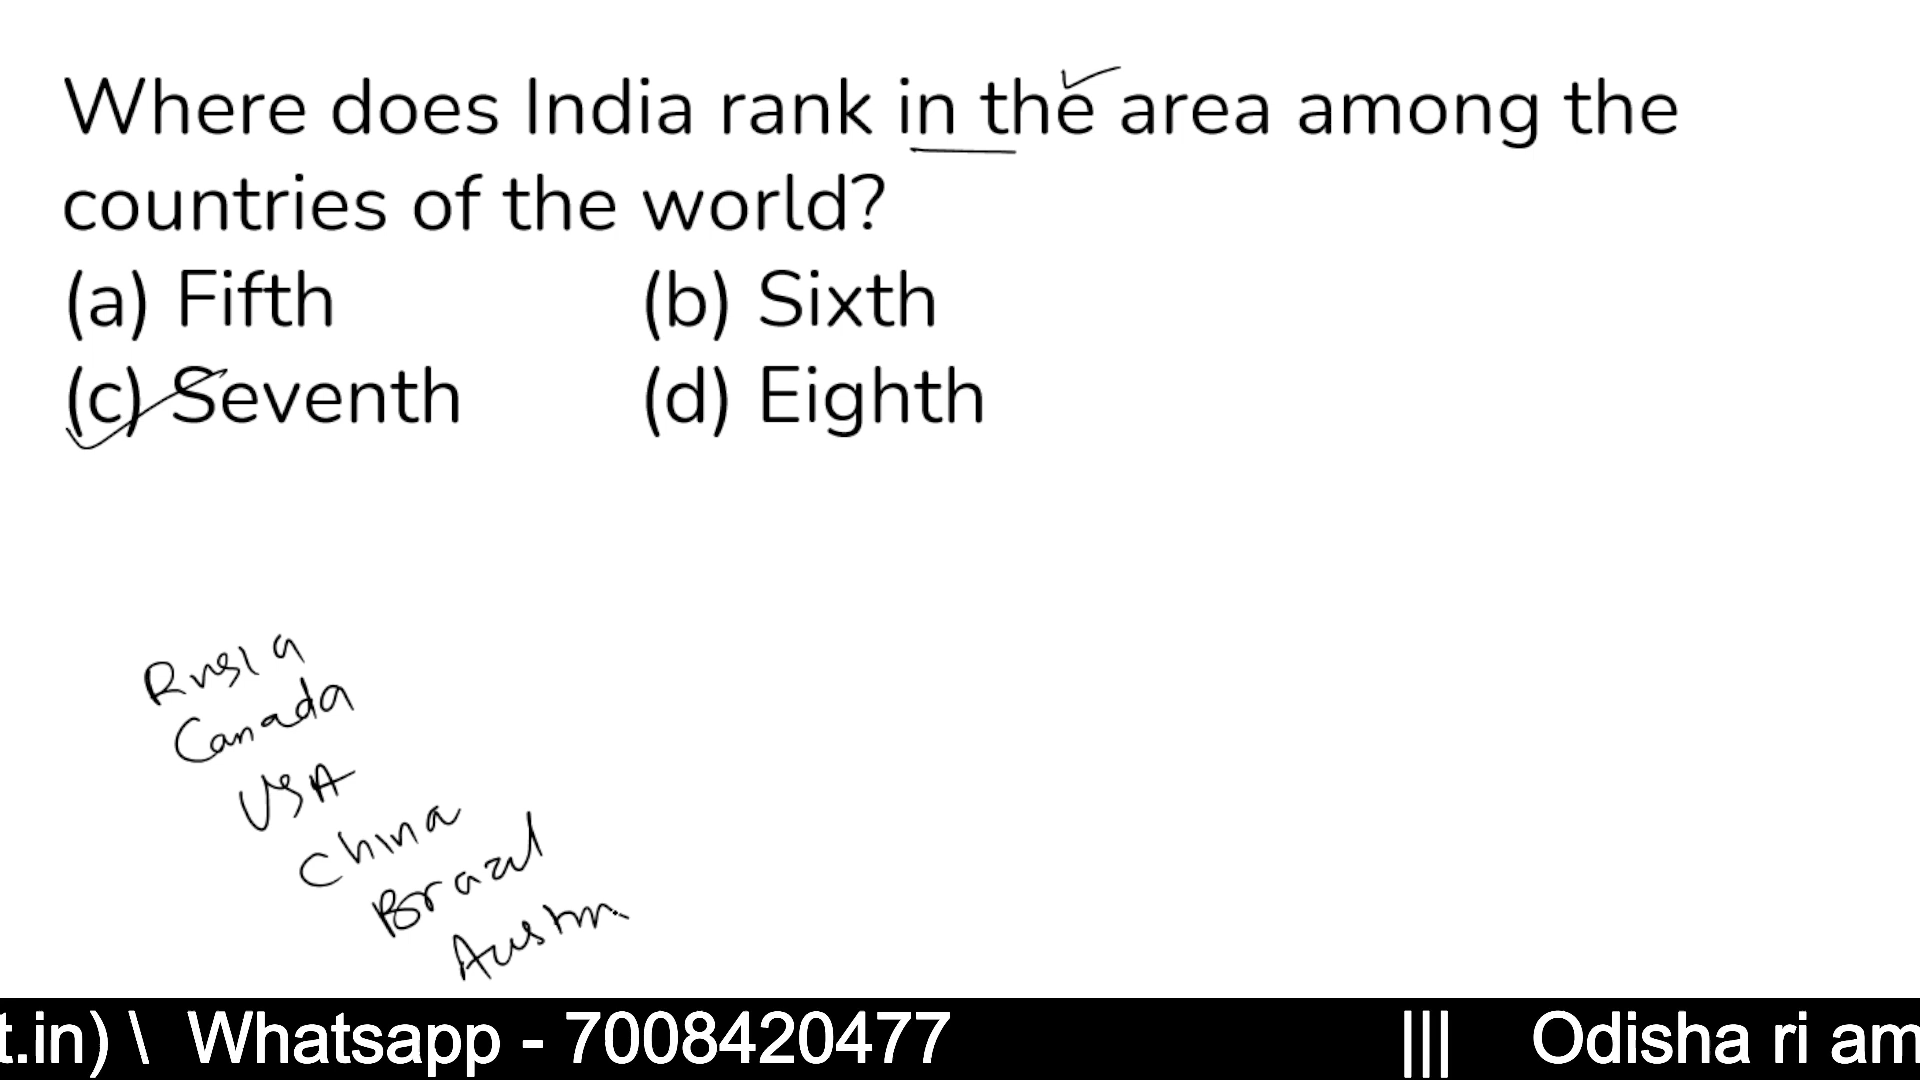 Where does India rank in the area among the
countries of the world?
(a) Fifth (b) Sixth
(c) Seventh (d) Eighth
Rusia
Canada
USA
China
Brazil
t.in) \ Whatsapp - 7008420477 ||| Odisha ri am